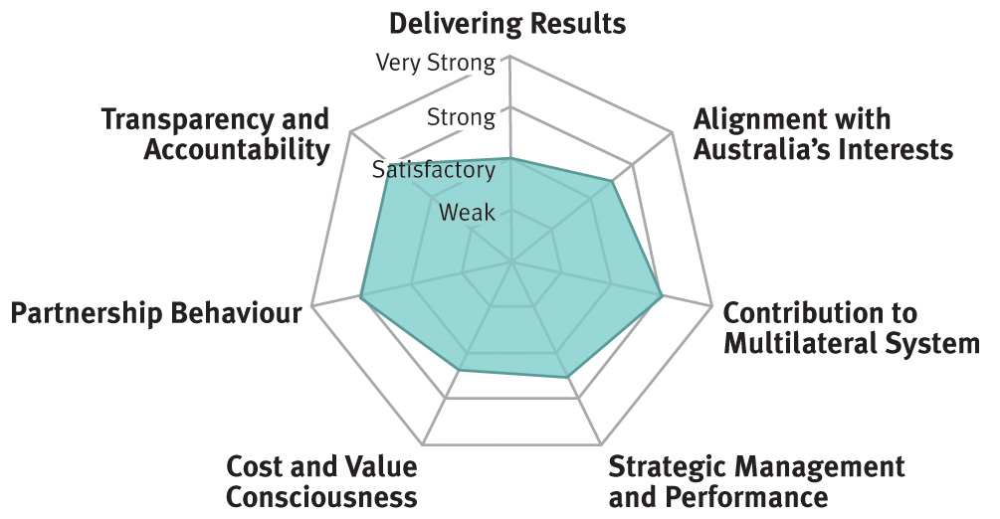 Delivering Results
Very Strong
Strong
Satisfactory
Weak
Transparency and
Accountability
Alignment with
Australia’s Interests
Partnership Behaviour
Contribution to
Multilateral System
Cost and Value
Consciousness
Strategic Management
and Performance